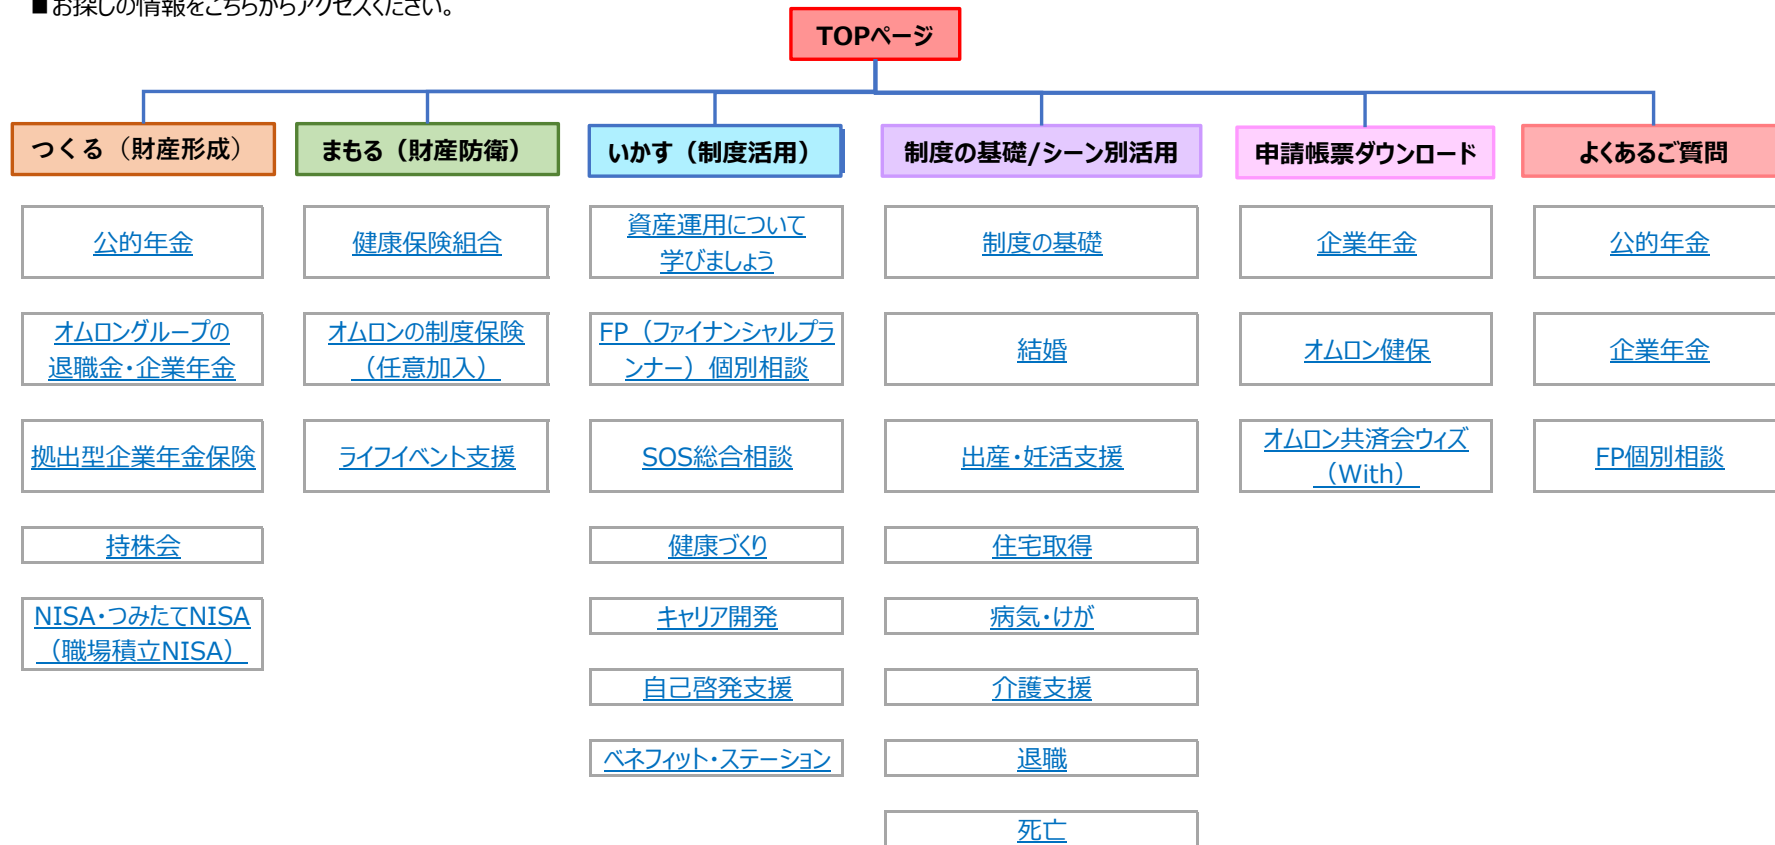 ■お探しの情報をこちらからアクセスください。
TOPページ
つくる（財産形成）
まもる（財産防衛）
いかす（制度活用）
制度の基礎/シーン別活用
申請帳票ダウンロード
よくあるご質問
公的年金
健康保険組合
資産運用について
学びましょう
制度の基礎
企業年金
公的年金
オムロングループの
退職金・企業年金
オムロンの制度保険
（任意加入）
FP（ファイナンシャルプラ
ンナー）個別相談
結婚
オムロン健保
企業年金
拠出型企業年金保険
ライフイベント支援
SOS総合相談
出産・妊活支援
オムロン共済会ウィズ
（With）
FP個別相談
持株会
健康づくり
住宅取得
NISA・つみたてNISA
（職場積立NISA）
キャリア開発
病気・けが
自己啓発支援
介護支援
ベネフィット・ステーション
退職
死亡